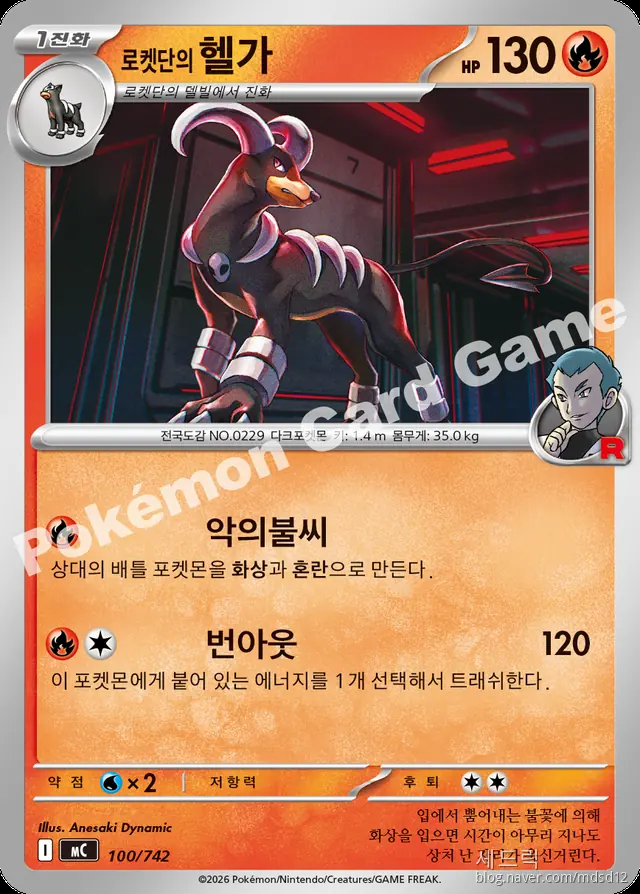 1진화
로켓단의 헬가
HP 130
로켓단의 델빌에서 진화
7
전국도감 NO.0229 다크포켓몬 키: 1.4 m 몸무게: 35.0 kg
R
Pokémon Card Game
악의불씨
상대의 배틀 포켓몬을 화상과 혼란으로 만든다.
번아웃 120
이 포켓몬에게 붙어 있는 에너지를 1개 선택해서 트래쉬한다.
약점 ×2 저항력 후퇴
Illus. Anesaki Dynamic
I MC 100/742
입에서 뿜어내는 불꽃에 의해
화상을 입으면 시간이 아무리 지나도
상처 난
blog.naver.com/mdsd12
©2026 Pokémon/Nintendo/Creatures/GAME FREAK.